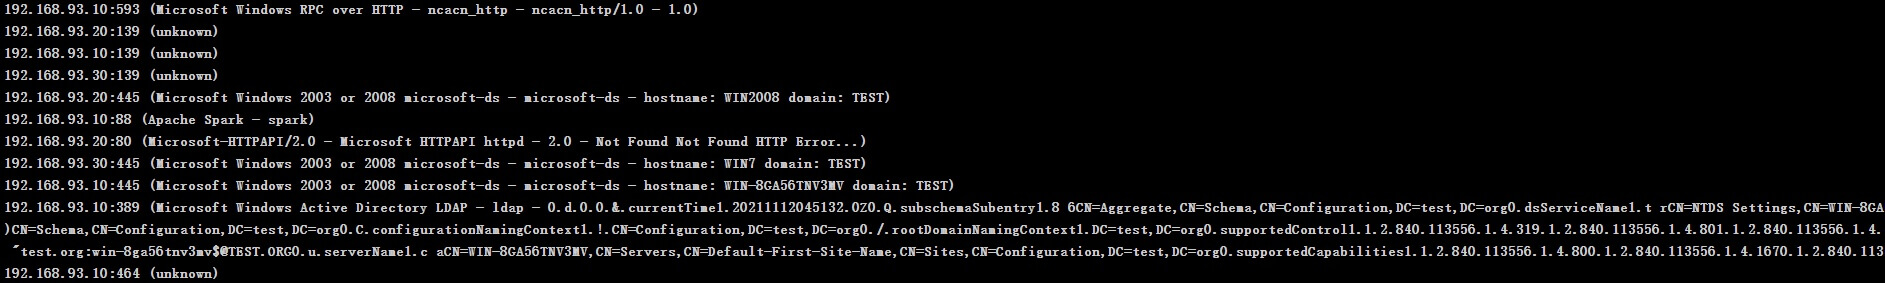 192.168.93.10:593 (Microsoft Windows RPC over HTTP - ncacn_http - ncacn_http/1.0 - 1.0)
192.168.93.20:139 (unknown)
192.168.93.10:139 (unknown)
192.168.93.30:139 (unknown)
192.168.93.20:445 (Microsoft Windows 2003 or 2008 microsoft-ds - microsoft-ds - hostname: WIN2008 domain: TEST)
192.168.93.10:88 (Apache Spark - spark)
192.168.93.20:80 (Microsoft-HTTPAPI/2.0 - Microsoft HTTPAPI httpd - 2.0 - Not Found Not Found HTTP Error...)
192.168.93.30:445 (Microsoft Windows 2003 or 2008 microsoft-ds - microsoft-ds - hostname: WIN7 domain: TEST)
192.168.93.10:445 (Microsoft Windows 2003 or 2008 microsoft-ds - microsoft-ds - hostname: WIN-8GA56TNV3MV domain: TEST)
192.168.93.10:389 (Microsoft Windows Active Directory LDAP - ldap - 0.d.0.0.&.currentTime1.20211112045132.0Z0.Q.subschemaSubentry1.8 6CN=Aggregate,CN=Schema,CN=Configuration,DC=test,DC=org0.dsServiceName1.t rCN=NTDS Settings,CN=WIN-8GA
)CN=Schema,CN=Configuration,DC=test,DC=org0.C.configurationNamingContext1.!.CN=Configuration,DC=test,DC=org0./.rootDomainNamingContext1.DC=test,DC=org0.supportedControl1.1.2.840.113556.1.4.319.1.2.840.113556.1.4.801.1.2.840.113556.1.4.
˝test.org:win-8ga56tnv3mv$@TEST.ORG0.u.serverName1.c aCN=WIN-8GA56TNV3MV,CN=Servers,CN=Default-First-Site-Name,CN=Sites,CN=Configuration,DC=test,DC=org0.supportedCapabilities1.1.2.840.113556.1.4.800.1.2.840.113556.1.4.1670.1.2.840.113
192.168.93.10:464 (unknown)